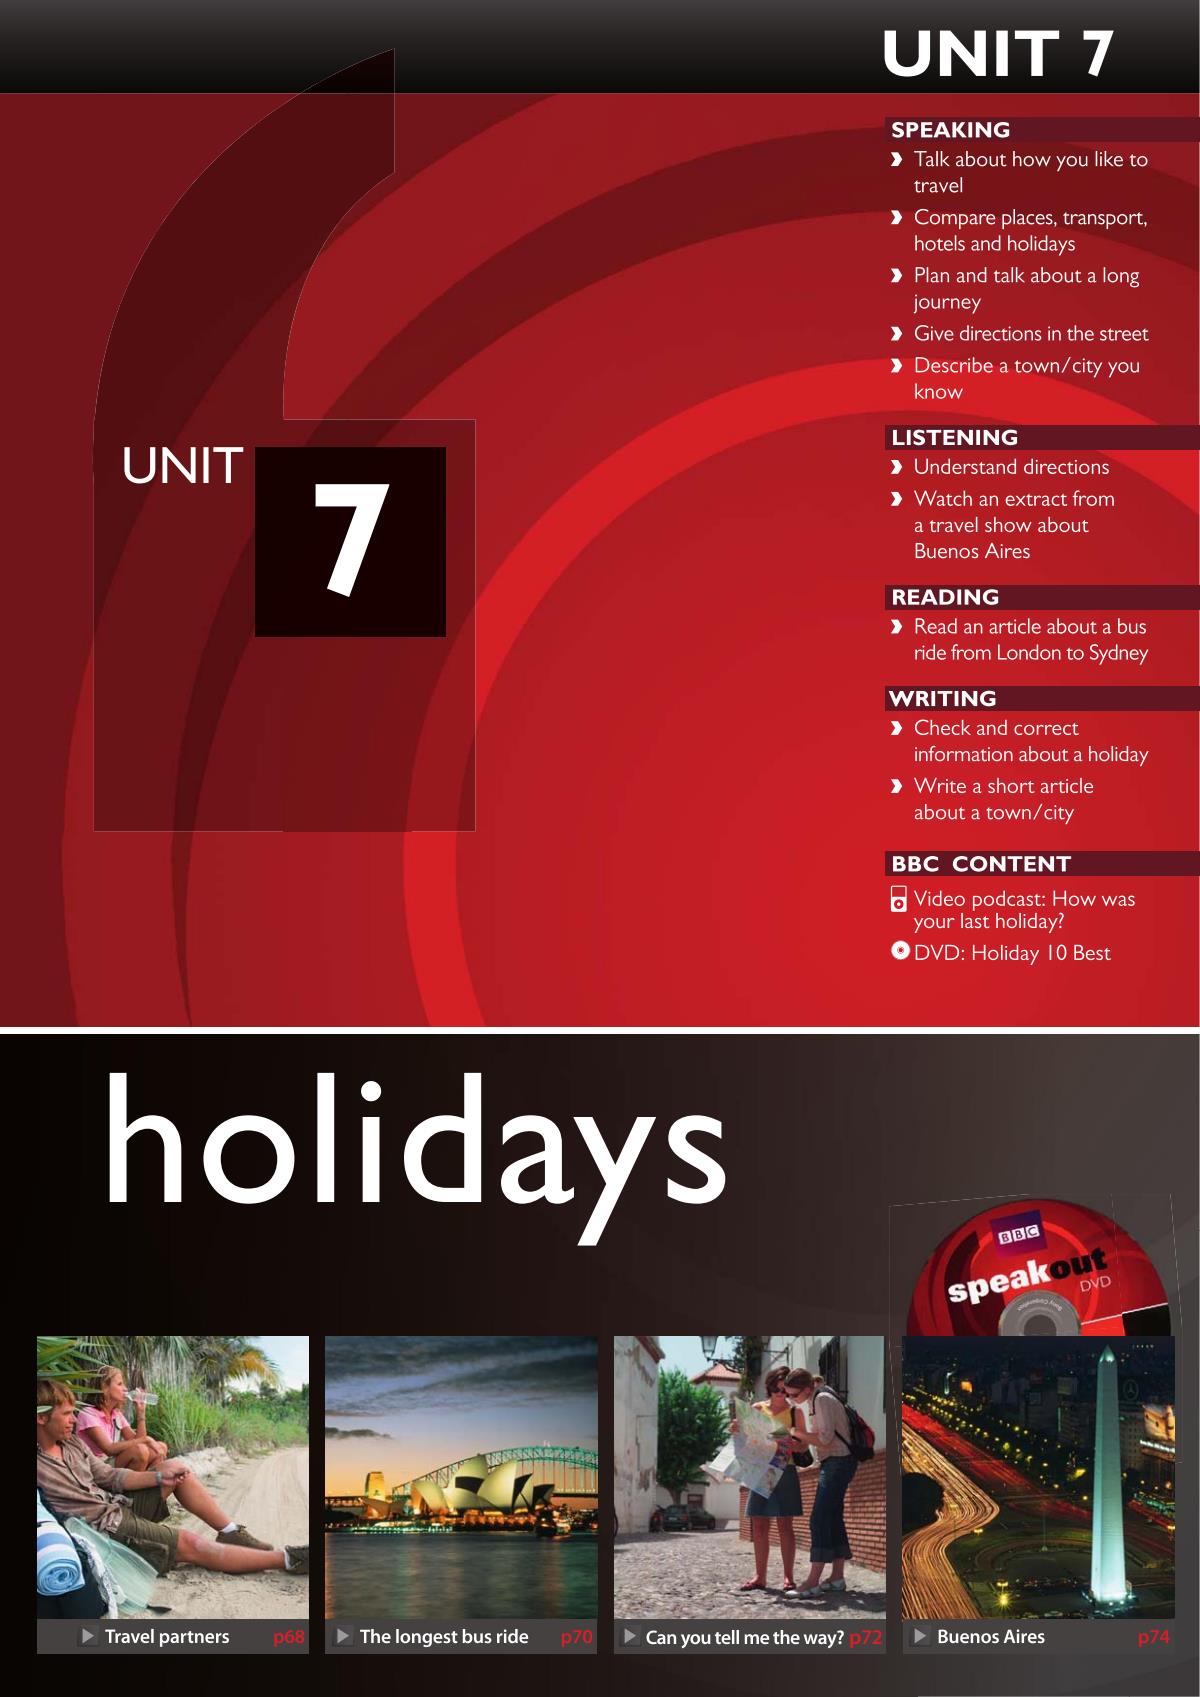 UNIT 7
SPEAKING
Talk about how you like to
travel
Compare places, transport,
hotels and holidays
Plan and talk about a long
journey
Give directions in the street
Describe a town/city you
know
LISTENING
Understand directions
Watch an extract from
a travel show about
Buenos Aires
READING
Read an article about a bus
ride from London to Sydney
WRITING
Check and correct
information about a holiday
Write a short article
about a town/city
BBC CONTENT
Video podcast: How was
your last holiday?
DVD: Holiday 10 Best
UNIT
7
holidays
BBC
speakout
DVD
Travel partners p68
The longest bus ride p70
Can you tell me the way? p72
Buenos Aires p74